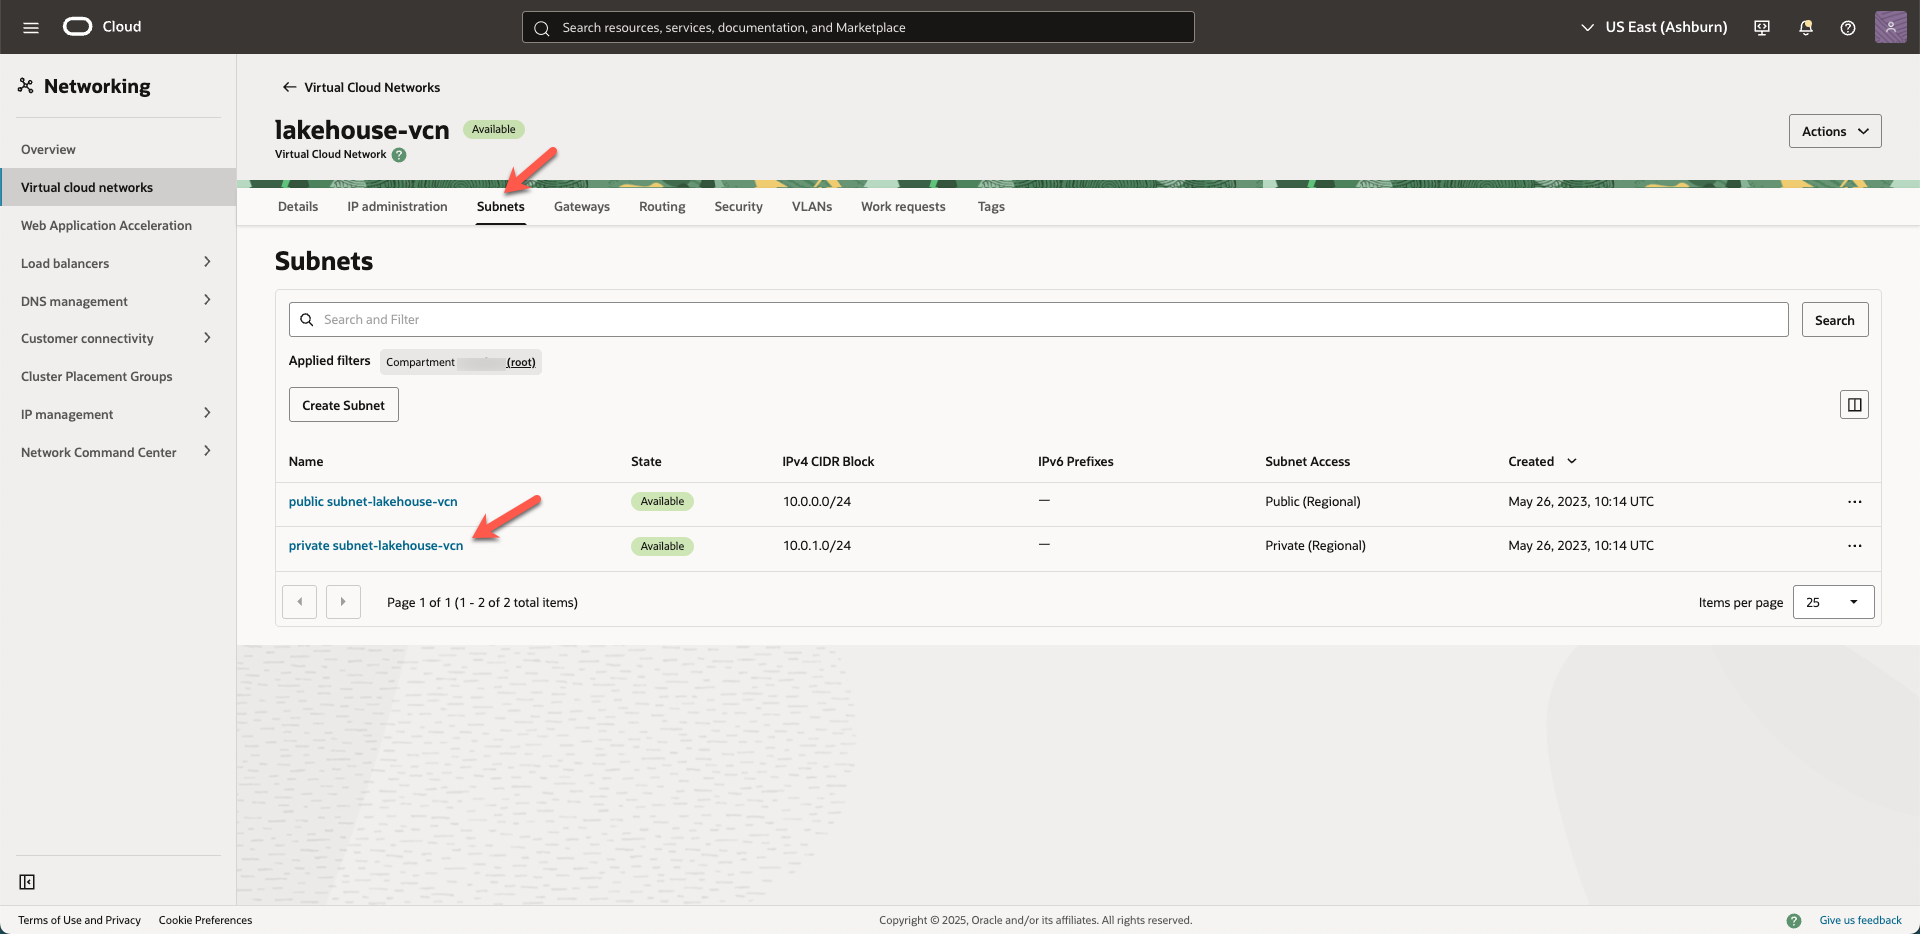 Cloud
Search resources, services, documentation, and Marketplace
US East (Ashburn)
Networking
Overview
Virtual cloud networks
Web Application Acceleration
Load balancers
DNS management
Customer connectivity
Cluster Placement Groups
IP management
Network Command Center
Virtual Cloud Networks
lakehouse-vcn Available
Virtual Cloud Network ?
Actions
Details IP administration Subnets Gateways Routing Security VLANs Work requests Tags
Subnets
Search and Filter Search
Applied filters Compartment (root)
Create Subnet
Name State IPv4 CIDR Block IPv6 Prefixes Subnet Access Created
public subnet-lakehouse-vcn Available 10.0.0.0/24 — Public (Regional) May 26, 2023, 10:14 UTC ...
private subnet-lakehouse-vcn Available 10.0.1.0/24 — Private (Regional) May 26, 2023, 10:14 UTC ...
Page 1 of 1 (1 - 2 of 2 total items) Items per page 25
Terms of Use and Privacy Cookie Preferences Copyright © 2025, Oracle and/or its affiliates. All rights reserved. ? Give us feedback